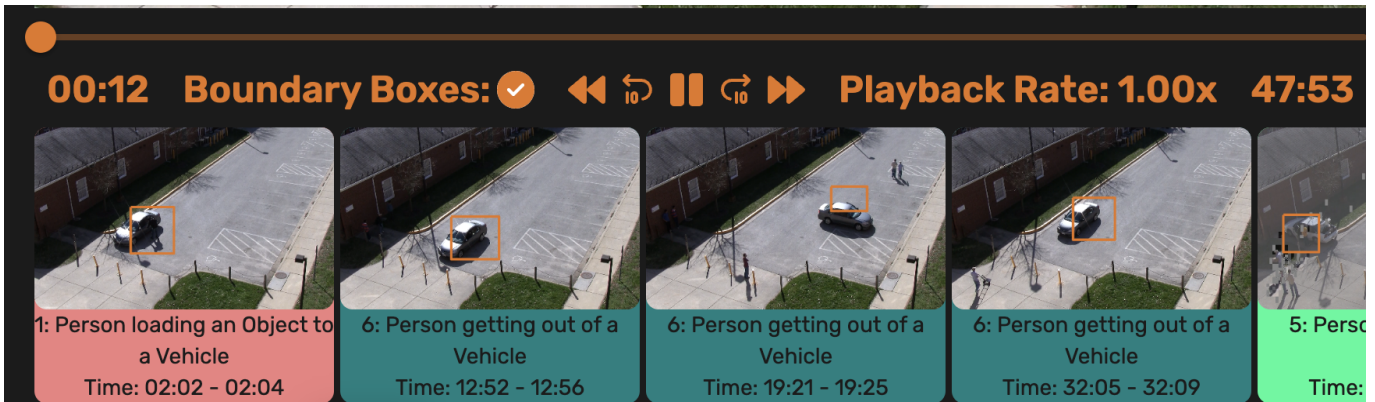 00:12 Boundary Boxes: 10 10 Playback Rate: 1.00x 47:53
1: Person loading an Object to
a Vehicle
Time: 02:02 - 02:04
6: Person getting out of a
Vehicle
Time: 12:52 - 12:56
6: Person getting out of a
Vehicle
Time: 19:21 - 19:25
6: Person getting out of a
Vehicle
Time: 32:05 - 32:09
5: Perso
Time: